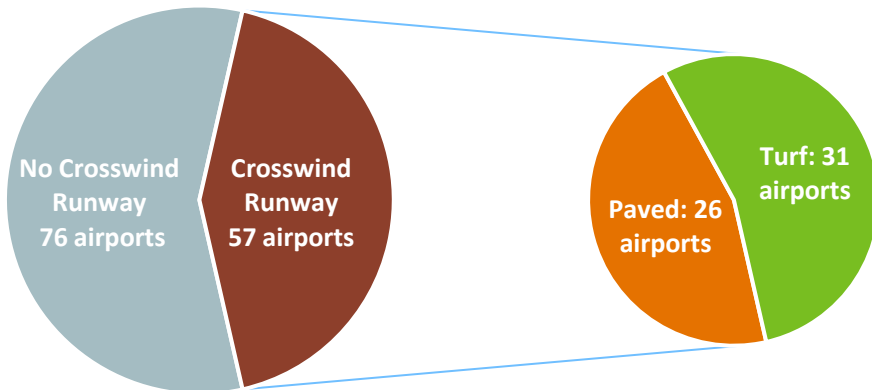 No Crosswind
Runway
76 airports
Crosswind
Runway
57 airports
Paved: 26
airports
Turf: 31
airports